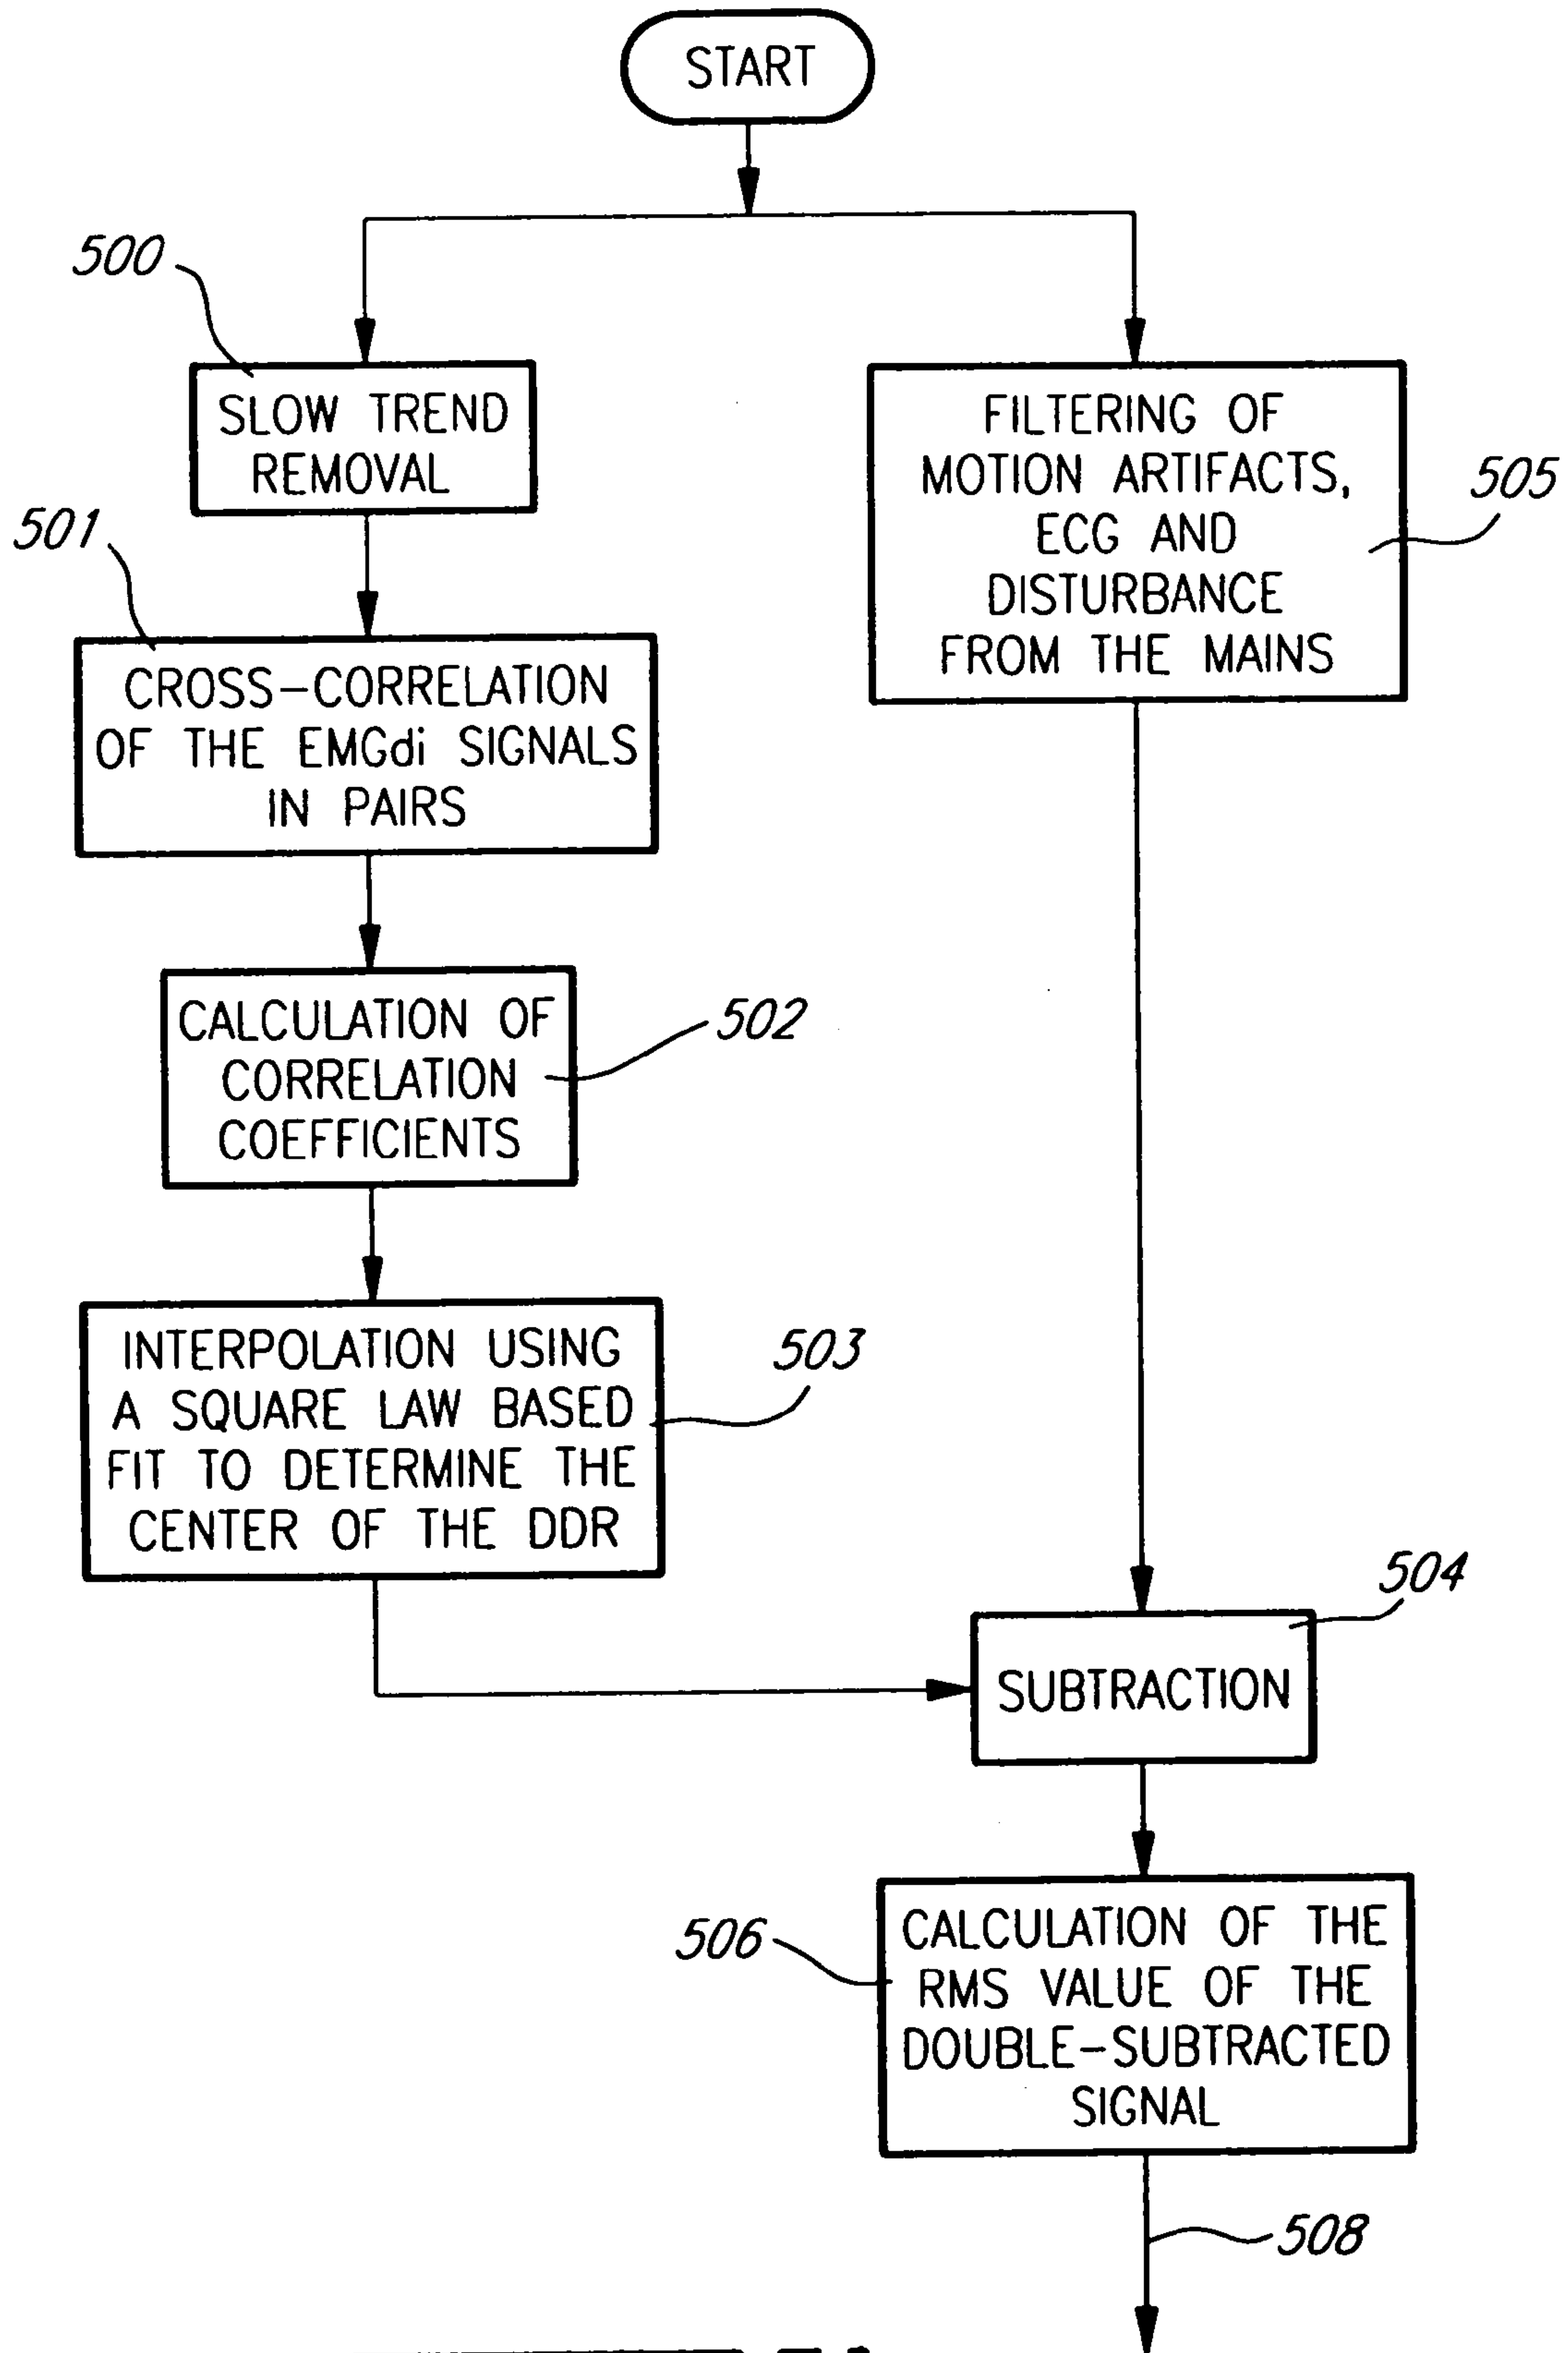 START
500
SLOW TREND
REMOVAL
FILTERING OF
MOTION ARTIFACTS,
ECG AND
DISTURBANCE
FROM THE MAINS
505
501
CROSS-CORRELATION
OF THE EMGdi SIGNALS
IN PAIRS
CALCULATION OF
CORRELATION
COEFFICIENTS
502
INTERPOLATION USING
A SQUARE LAW BASED
FIT TO DETERMINE THE
CENTER OF THE DDR
503
504
SUBTRACTION
506
CALCULATION OF THE
RMS VALUE OF THE
DOUBLE-SUBTRACTED
SIGNAL
508